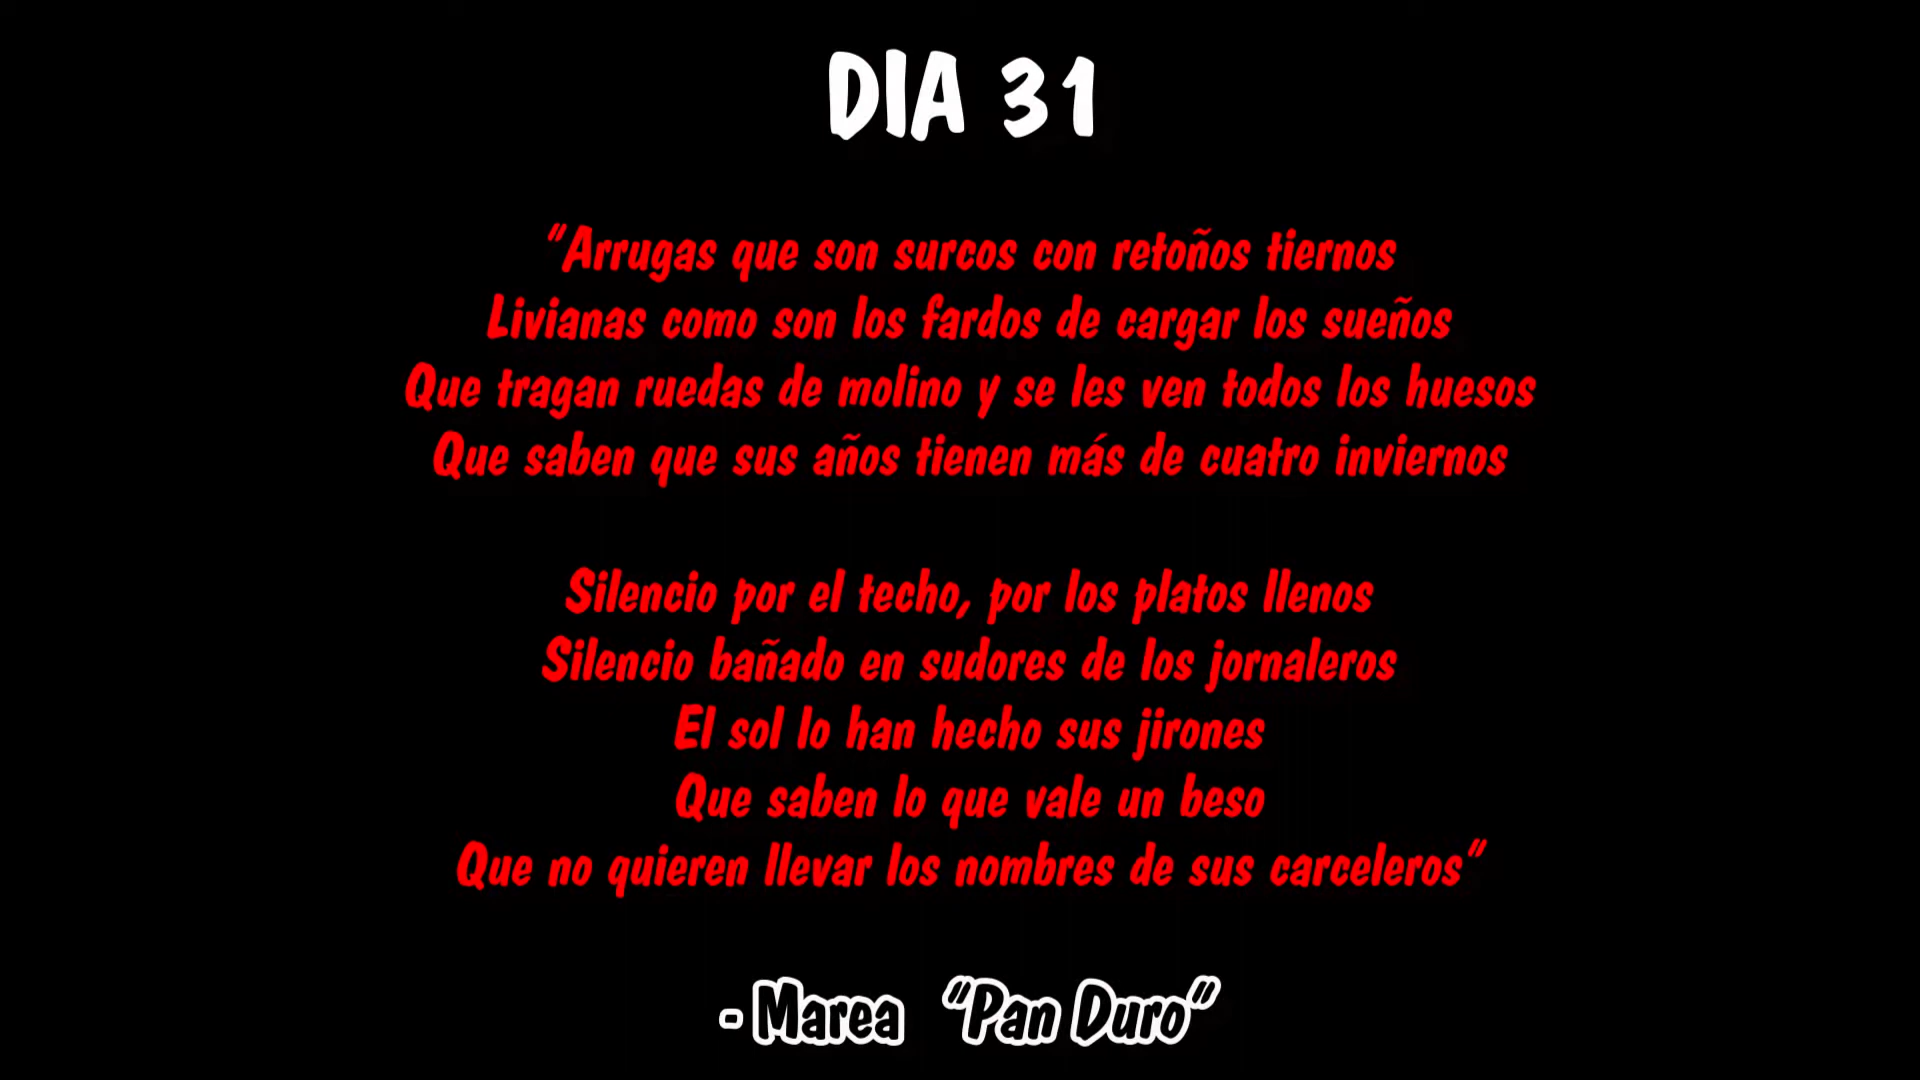 DIA 31
"Arrugas que son surcos con retoños tiernos
Livianas como son los fardos de cargar los sueños
Que tragan ruedas de molino y se les ven todos los huesos
Que saben que sus años tienen más de cuatro inviernos
Silencio por el techo, por los platos llenos
Silencio bañado en sudores de los jornaleros
El sol lo han hecho sus jirones
Que saben lo que vale un beso
Que no quieren llevar los nombres de sus carceleros"
- Marea "Pan Duro"